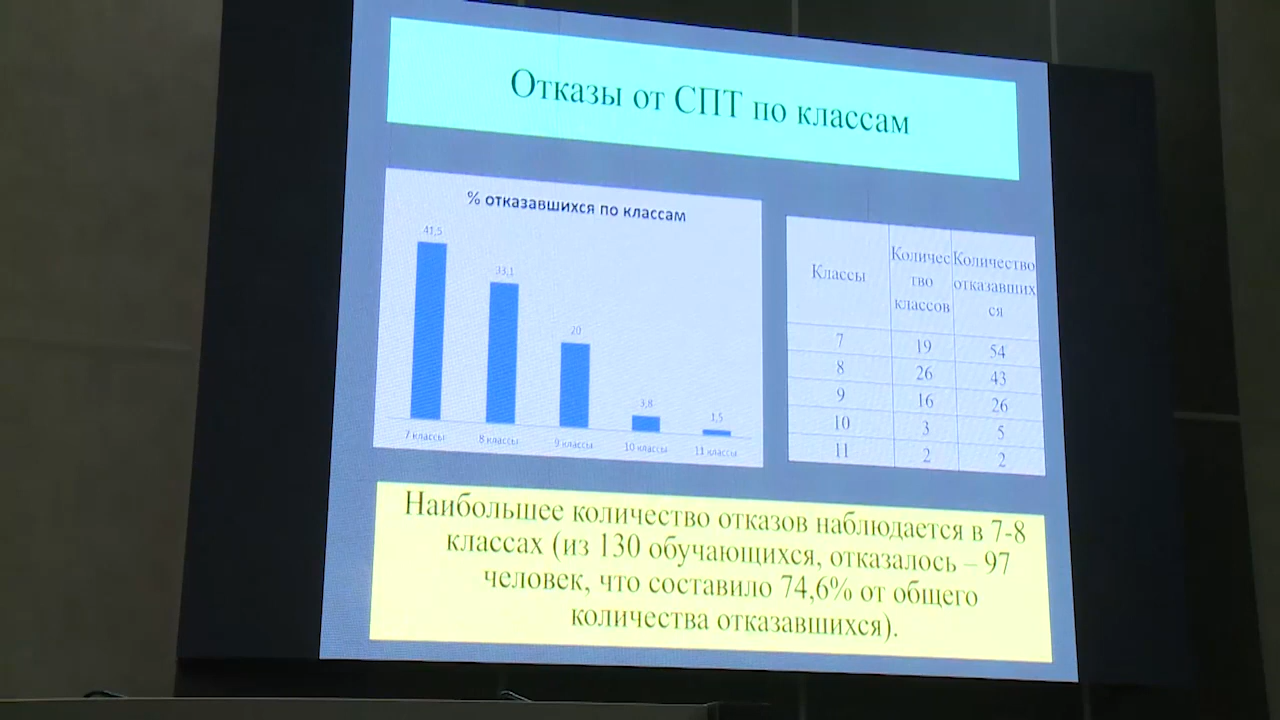 Отказы от СПТ по классам
% отказавшихся по классам
41,5
33,1
20
3,8
1,5
7 классы
8 классы
9 классы
10 классы
11 классы
Классы
Количес
тво
классов
Количество
отказавших
ся
7 19 54
8 26 43
9 16 26
10 3 5
11 2 2
Наибольшее количество отказов наблюдается в 7-8
классах (из 130 обучающихся, отказалось – 97
человек, что составило 74,6% от общего
количества отказавшихся).